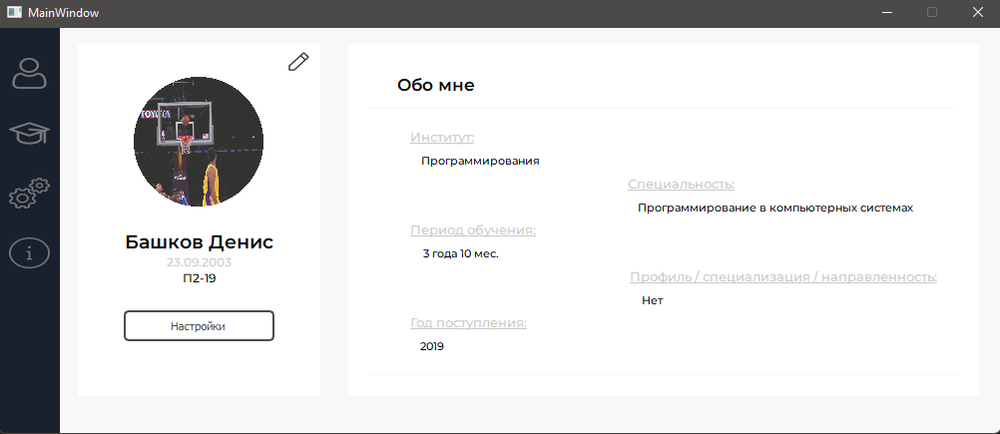 MainWindow
TOYOTA
Башков Денис
23.09.2003
П2-19
Настройки
Обо мне
Институт:
Программирования
Специальность:
Программирование в компьютерных системах
Период обучения:
3 года 10 мес.
Профиль / специализация / направленность:
Нет
Год поступления:
2019